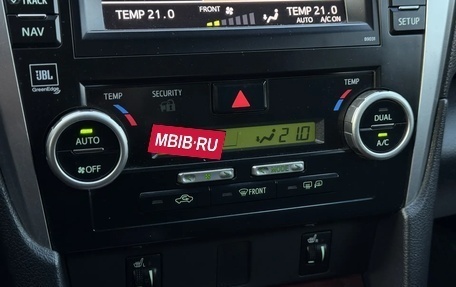 TRACK
NAV
TEMP 21.0
FRONT
TEMP 21.0
AUTO A/C ON
SETUP
JBL
GreenEdge
TEMP
SECURITY
TEMP
AUTO
OFF
MBIB·RU
21.0
DUAL
A/C
MODE
FRONT